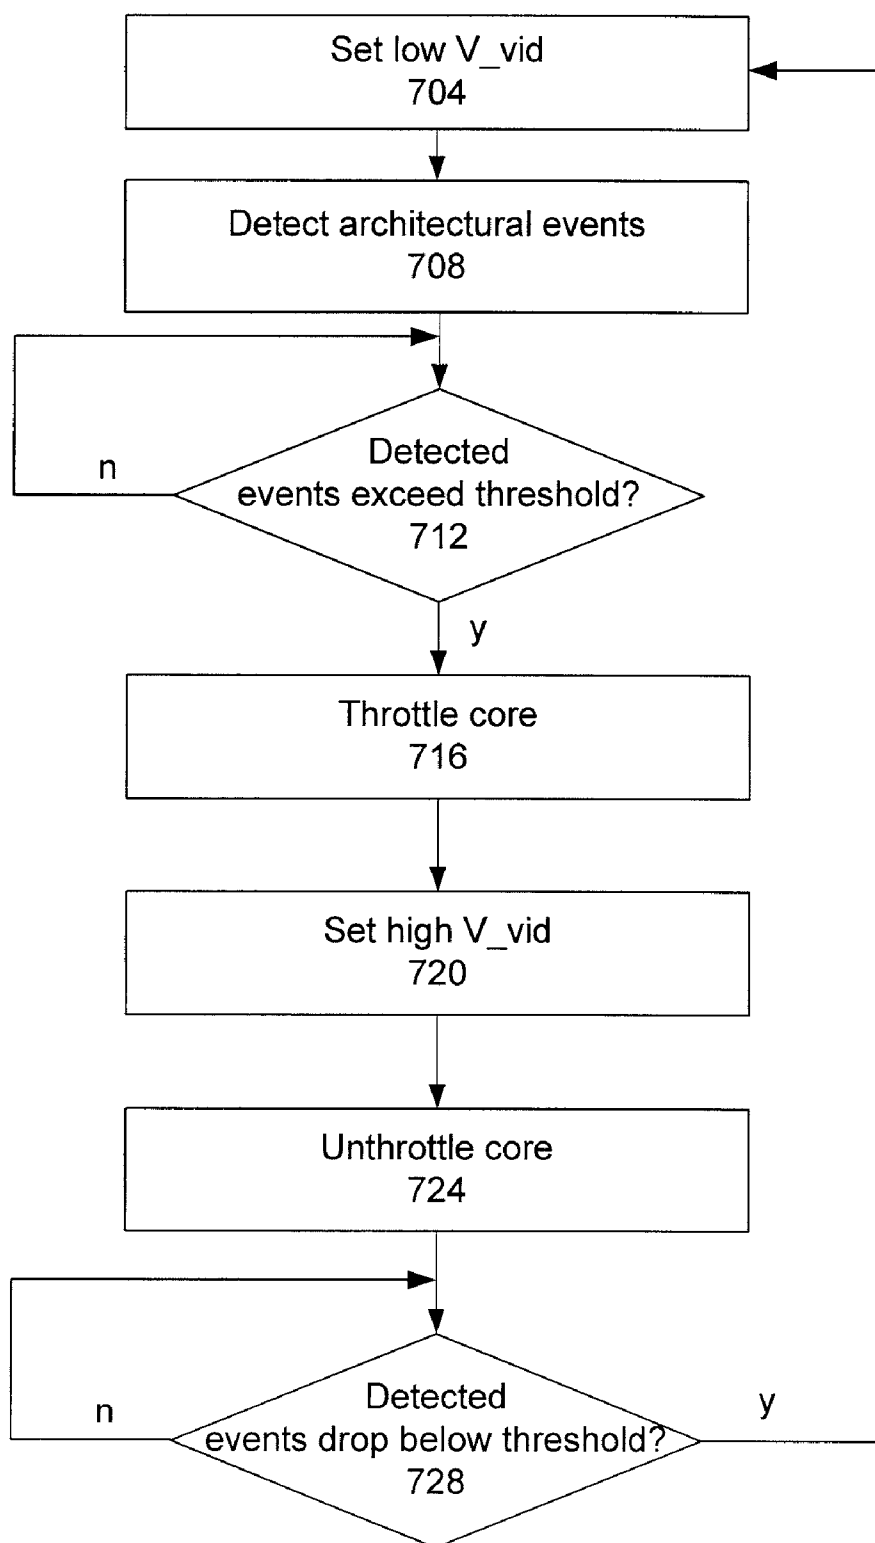 Set low V_vid
704
Detect architectural events
708
n
Detected
events exceed threshold?
712
y
Throttle core
716
Set high V_vid
720
Unthrottle core
724
n
Detected
events drop below threshold?
728
y